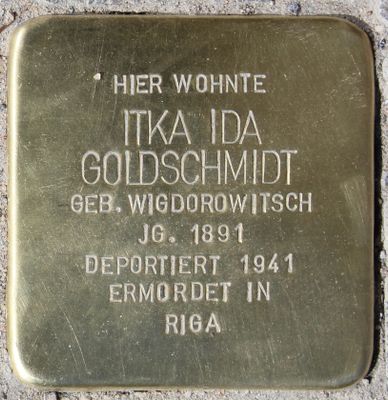 HIER WOHNTE
ITKA IDA
GOLDSCHMIDT
GEB. WIGDOROWITSCH
JG. 1891
DEPORTIERT 1941
ERMORDET IN
RIGA